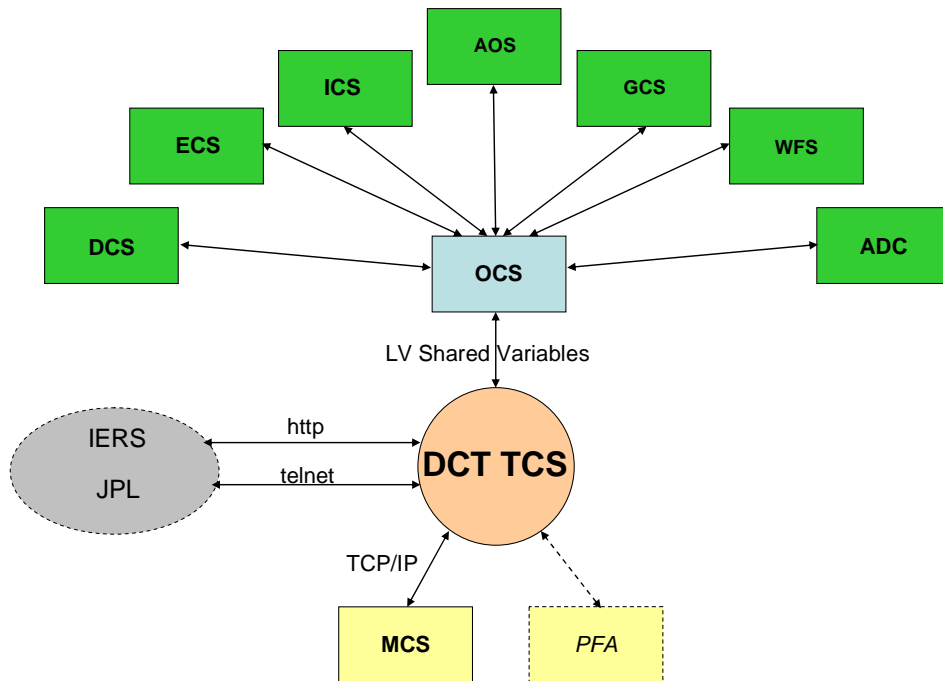 AOS
ICS
GCS
ECS
WFS
DCS
OCS
ADC
LV Shared Variables
IERS
http
DCT TCS
JPL
telnet
TCP/IP
MCS
PFA